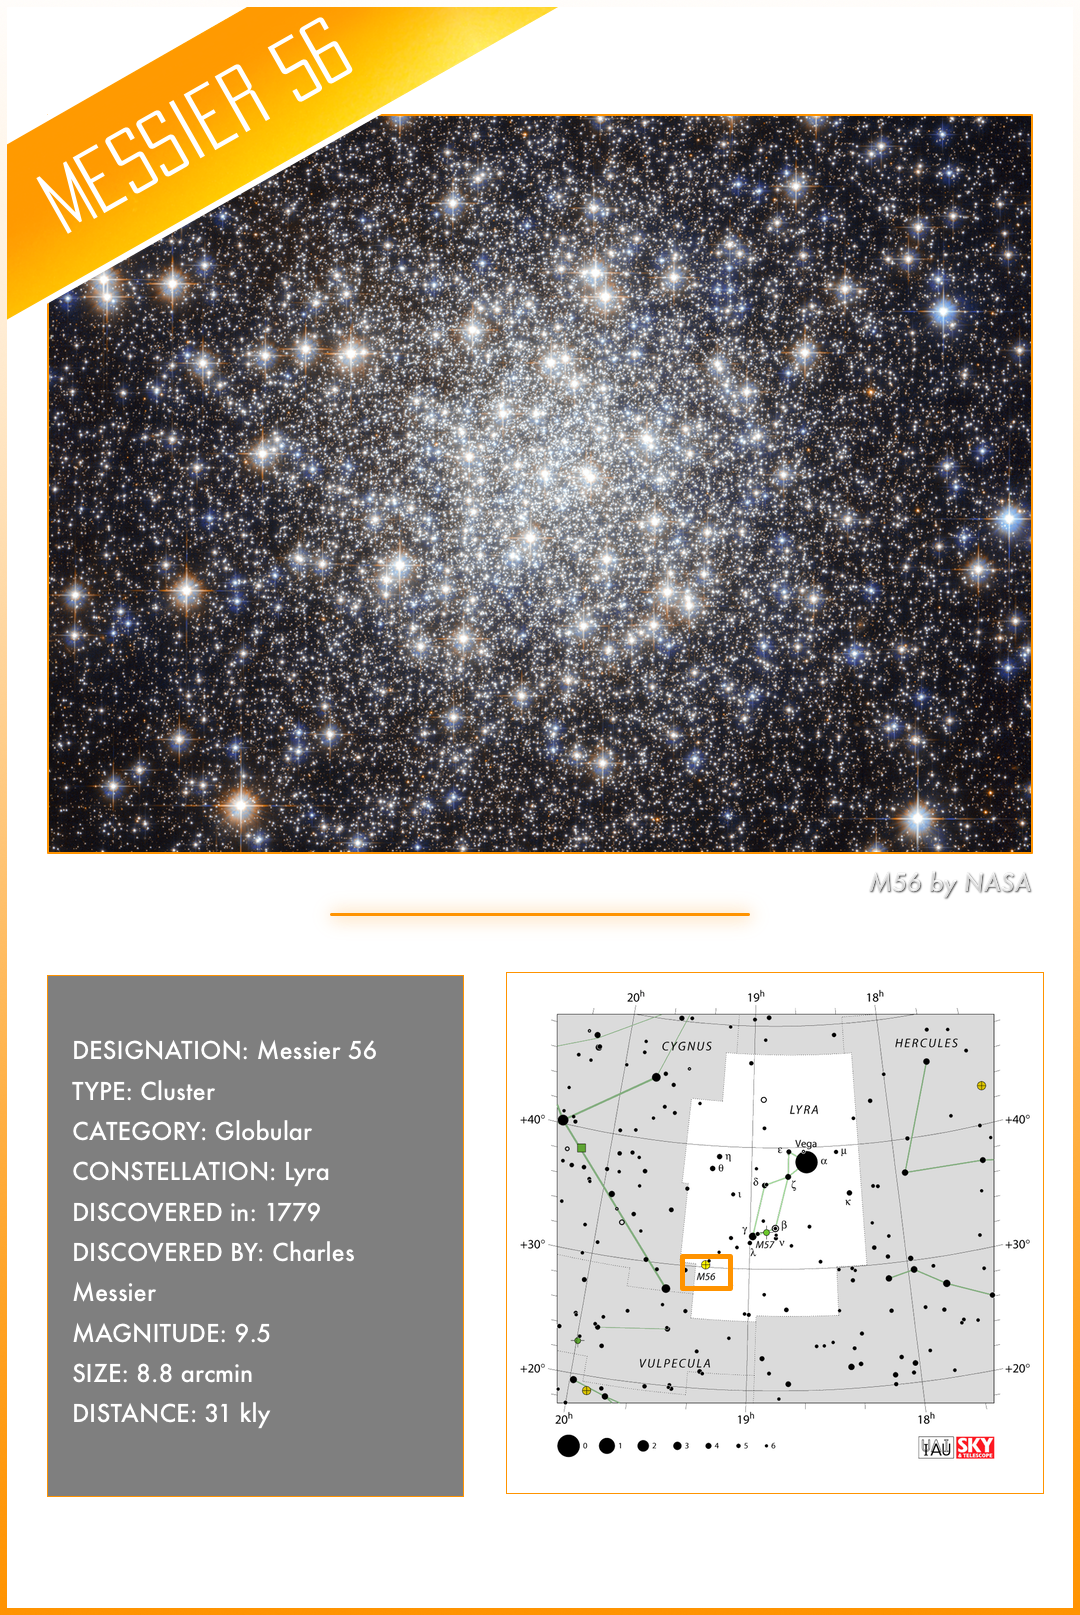 MESSIER 56
M56 by NASA
DESIGNATION: Messier 56
TYPE: Cluster
CATEGORY: Globular
CONSTELLATION: Lyra
DISCOVERED in: 1779
DISCOVERED BY: Charles
Messier
MAGNITUDE: 9.5
SIZE: 8.8 arcmin
DISTANCE: 31 kly
20h 19h 18h
CYGNUS
HERCULES
LYRA
+40° +40°
Vega
ε α μ
η
θ
δ ζ
ι κ
γ β
M57 ν
λ
+30° +30°
M56
VULPECULA
+20° +20°
20h 19h 18h
0 1 2 3 4 5 6
IAU
SKY
& TELESCOPE